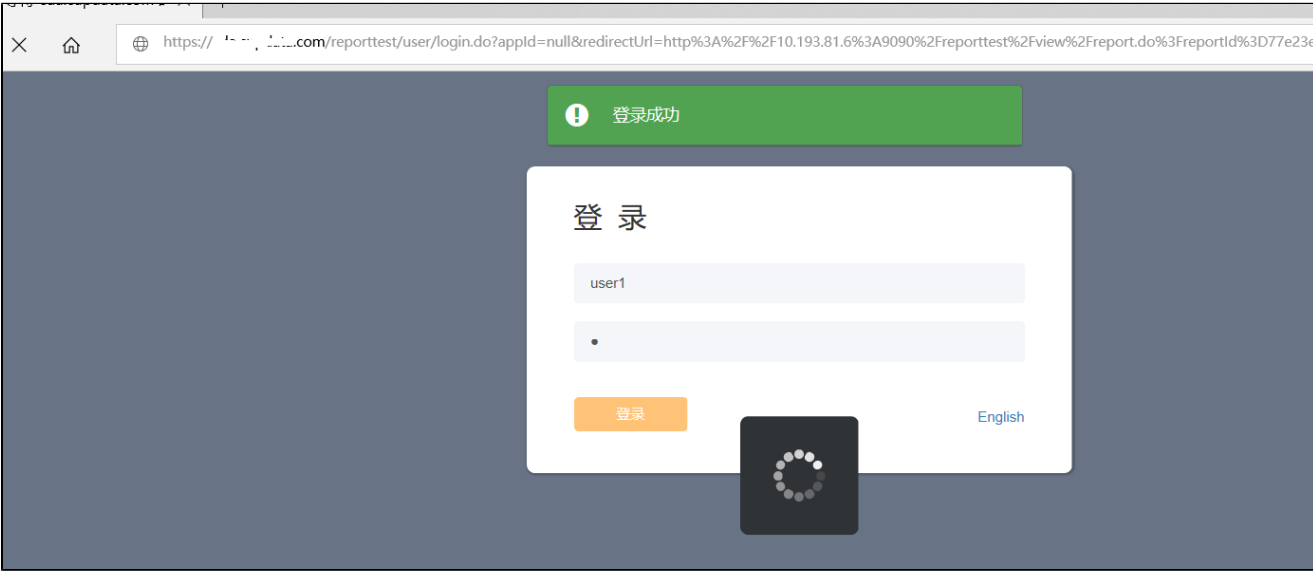 https:// .com/reporttest/user/login.do?appId=null&redirectUrl=http%3A%2F%2F10.193.81.6%3A9090%2Freporttest%2Fview%2Freport.do%3FreportId%3D77e23e
登录成功
登 录
user1
登录
English